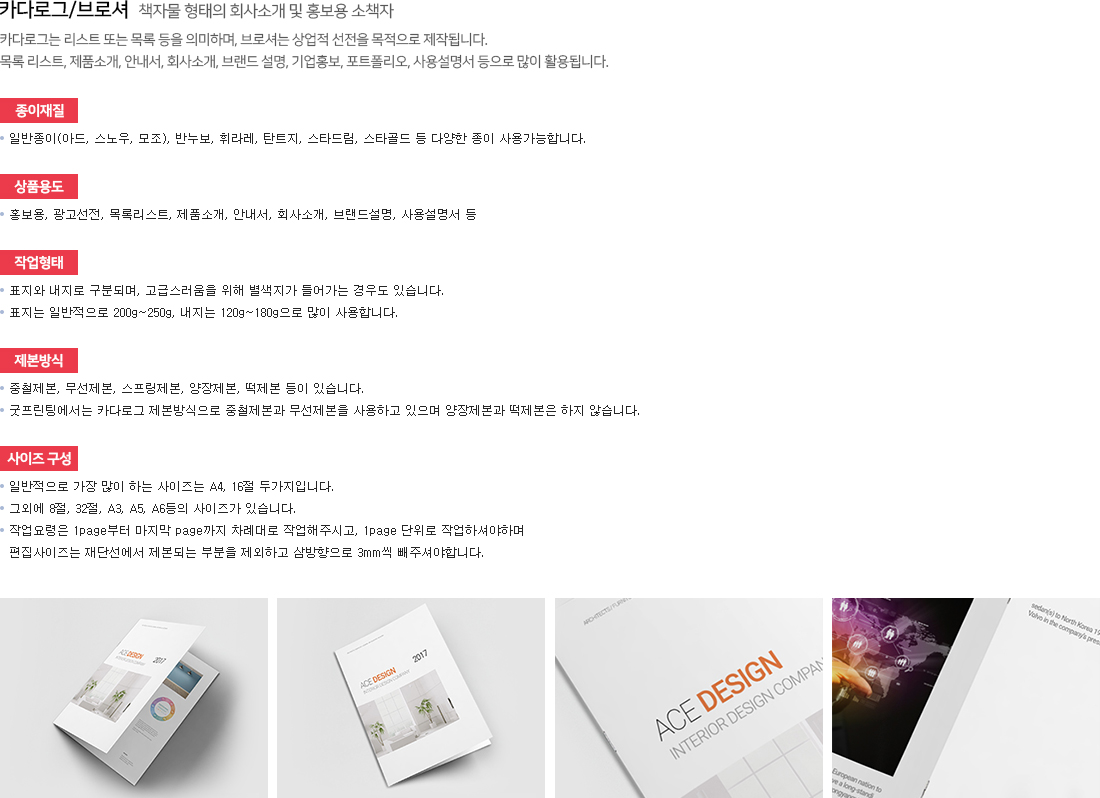 카다로그/브로셔 책자물 형태의 회사소개 및 홍보용 소책자
카다로그는 리스트 또는 목록 등을 의미하며, 브로셔는 상업적 선전을 목적으로 제작됩니다.
목록 리스트, 제품소개, 안내서, 회사소개, 브랜드 설명, 기업홍보, 포트폴리오, 사용설명서 등으로 많이 활용됩니다.
종이재질
• 일반종이(아드, 스노우, 모조), 반누보, 휘라레, 탄트지, 스타드림, 스타골드 등 다양한 종이 사용가능합니다.
상품용도
• 홍보용, 광고선전, 목록리스트, 제품소개, 안내서, 회사소개, 브랜드설명, 사용설명서 등
작업형태
• 표지와 내지로 구분되며, 고급스러움을 위해 별색지가 들어가는 경우도 있습니다.
• 표지는 일반적으로 200g~250g, 내지는 120g~180g으로 많이 사용합니다.
제본방식
• 중철제본, 무선제본, 스프링제본, 양장제본, 떡제본 등이 있습니다.
• 굿프린팅에서는 카다로그 제본방식으로 중철제본과 무선제본을 사용하고 있으며 양장제본과 떡제본은 하지 않습니다.
사이즈 구성
• 일반적으로 가장 많이 하는 사이즈는 A4, 16절 두가지입니다.
• 그외에 8절, 32절, A3, A5, A6등의 사이즈가 있습니다.
• 작업요령은 1page부터 마지막 page까지 차례대로 작업해주시고, 1page 단위로 작업하셔야하며
편집사이즈는 재단선에서 제본되는 부분을 제외하고 삼방향으로 3mm씩 빼주셔야합니다.
ACE DESIGN
2017
ACE DESIGN
INTERIOR DESIGN COMPANY
2017
ACE DESIGN
INTERIOR DESIGN COMPAN
sedan(s) to North Korea 19
Volvo in the company's pres
European nation to
ve a long-standi